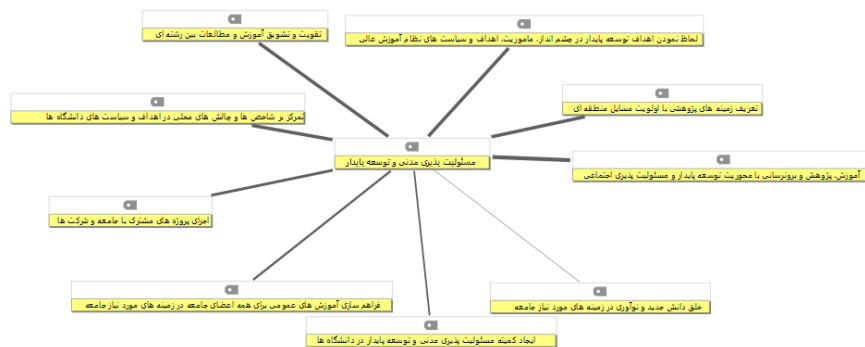 تقویت و تشویق آموزش و مطالعات بین رشته ای
لحاظ نمودن اهداف توسعه پایدار در چشم انداز، ماموریت، اهداف و سیاست های نظام آموزش عالی
تعریف زمینه های پژوهشی با اولویت مسایل منطقه ای
تمرکز بر شاخص ها و چالش های محلی در اهداف و سیاست های دانشگاه ها
مسئولیت پذیری مدنی و توسعه پایدار
آموزش، پژوهش و برونرسانی با محوریت توسعه پایدار و مسئولیت پذیری اجتماعی
اجرای پروژه های مشترک با جامعه و شرکت ها
فراهم سازی آموزش های عمومی برای همه اعضای جامعه در زمینه های مورد نیاز جامعه
خلق دانش جدید و نوآوری در زمینه های مورد نیاز جامعه
ایجاد کمیته مسئولیت پذیری مدنی و توسعه پایدار در دانشگاه ها